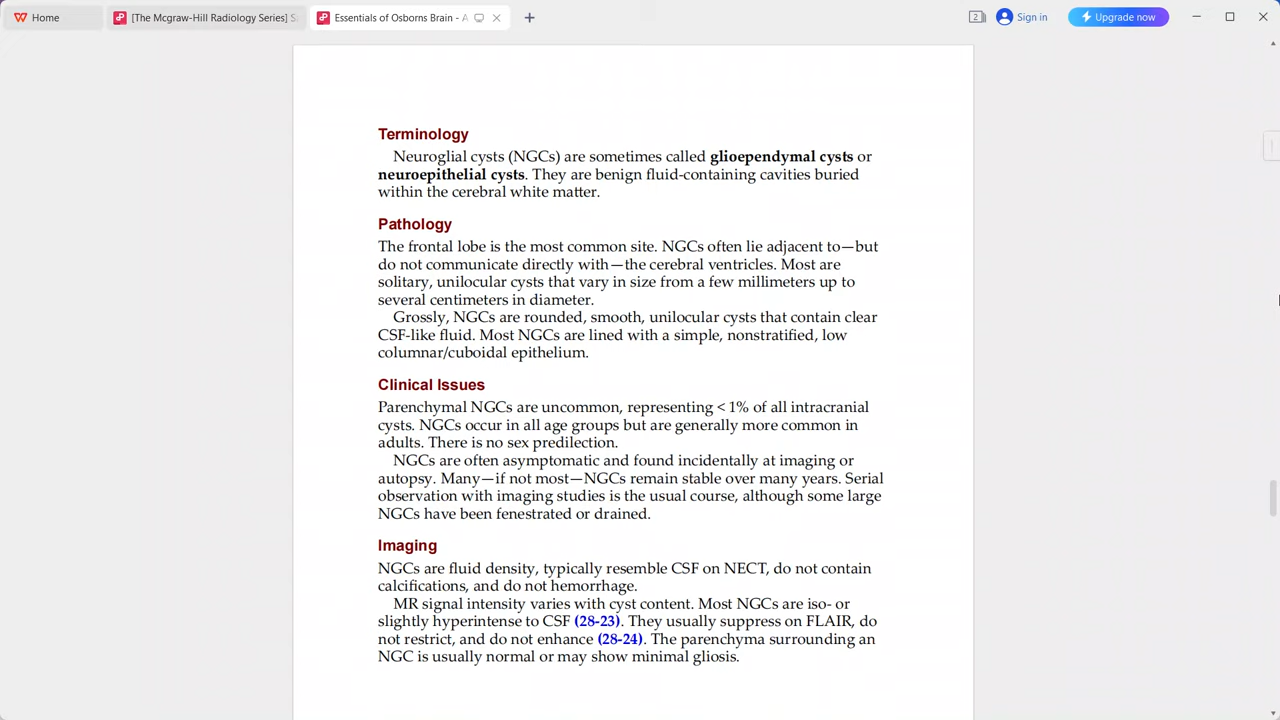 Home
[The Mcgraw-Hill Radiology Series] S
Essentials of Osborns Brain - A
2
Sign in
Upgrade now
Terminology
Neuroglial cysts (NGCs) are sometimes called glioependymal cysts or
neuroepithelial cysts. They are benign fluid-containing cavities buried
within the cerebral white matter.
Pathology
The frontal lobe is the most common site. NGCs often lie adjacent to—but
do not communicate directly with—the cerebral ventricles. Most are
solitary, unilocular cysts that vary in size from a few millimeters up to
several centimeters in diameter.
Grossly, NGCs are rounded, smooth, unilocular cysts that contain clear
CSF-like fluid. Most NGCs are lined with a simple, nonstratified, low
columnar/cuboidal epithelium.
Clinical Issues
Parenchymal NGCs are uncommon, representing < 1% of all intracranial
cysts. NGCs occur in all age groups but are generally more common in
adults. There is no sex predilection.
NGCs are often asymptomatic and found incidentally at imaging or
autopsy. Many—if not most—NGCs remain stable over many years. Serial
observation with imaging studies is the usual course, although some large
NGCs have been fenestrated or drained.
Imaging
NGCs are fluid density, typically resemble CSF on NECT, do not contain
calcifications, and do not hemorrhage.
MR signal intensity varies with cyst content. Most NGCs are iso- or
slightly hyperintense to CSF (28-23). They usually suppress on FLAIR, do
not restrict, and do not enhance (28-24). The parenchyma surrounding an
NGC is usually normal or may show minimal gliosis.